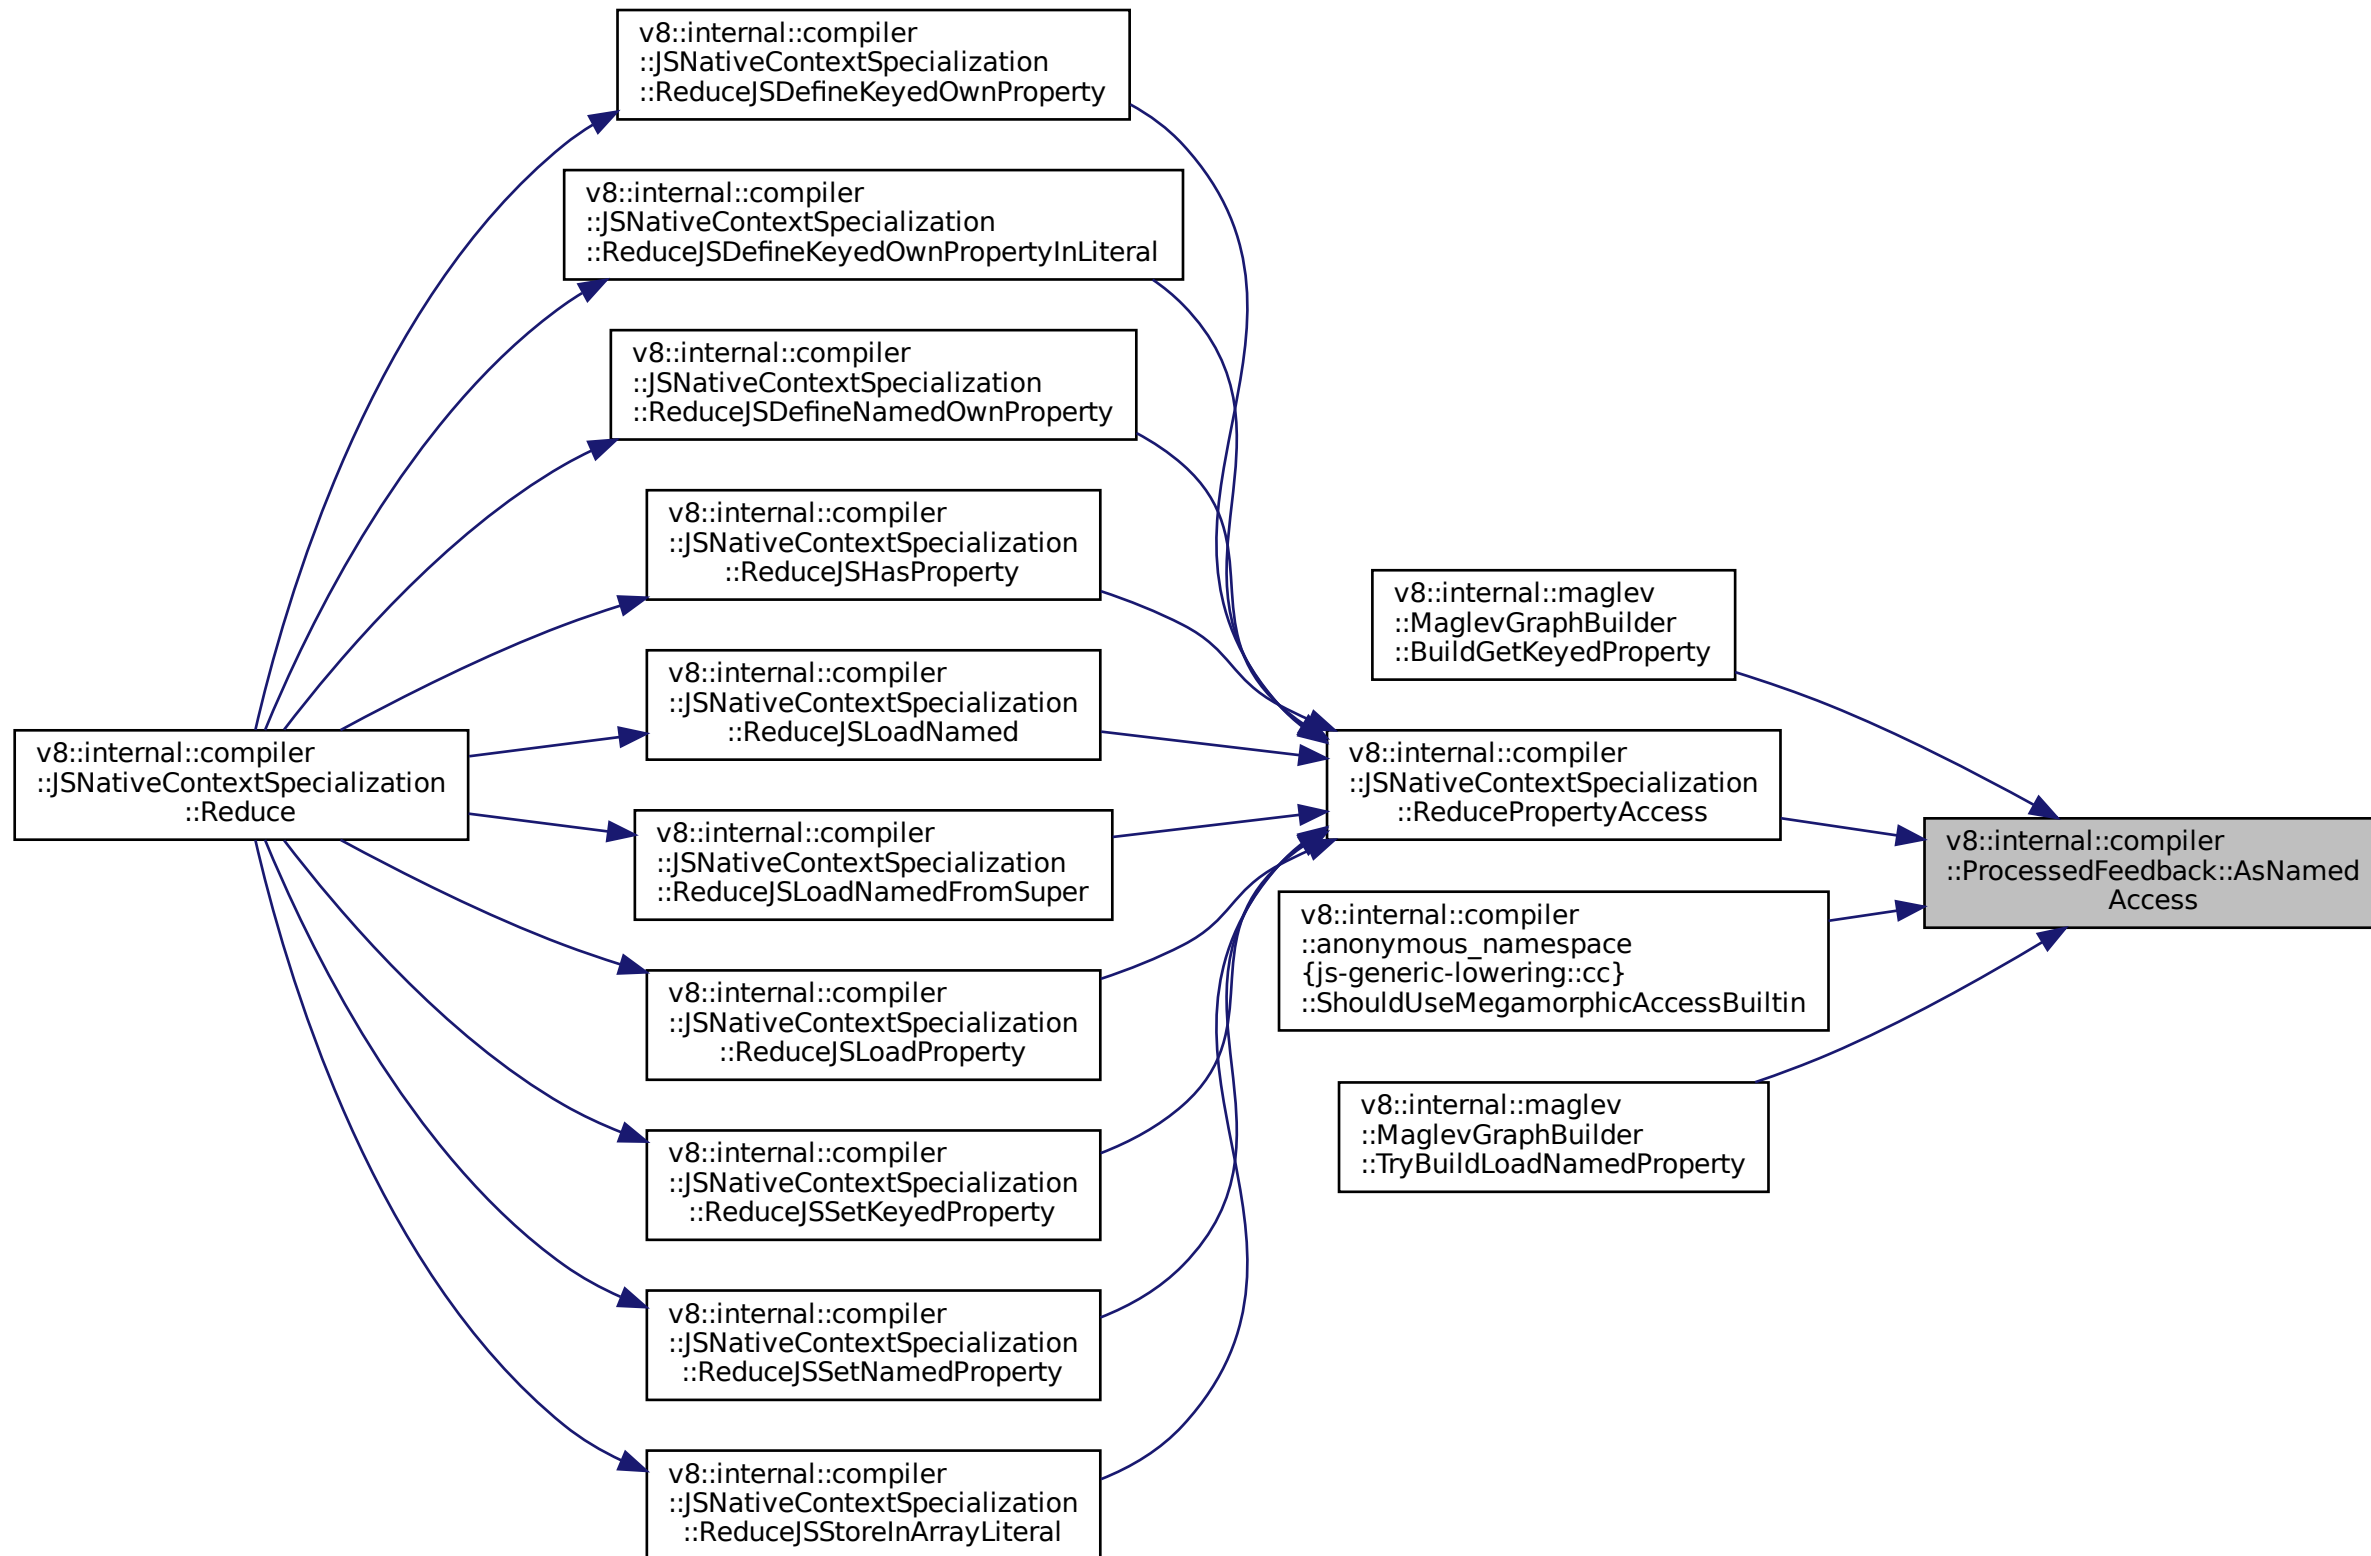 v8::internal::compiler
::JSNativeContextSpecialization
::Reduce
v8::internal::compiler
::JSNativeContextSpecialization
::ReduceJSDefineKeyedOwnProperty
v8::internal::compiler
::JSNativeContextSpecialization
::ReduceJSDefineKeyedOwnPropertyInLiteral
v8::internal::compiler
::JSNativeContextSpecialization
::ReduceJSDefineNamedOwnProperty
v8::internal::compiler
::JSNativeContextSpecialization
::ReduceJSHasProperty
v8::internal::compiler
::JSNativeContextSpecialization
::ReduceJSLoadNamed
v8::internal::compiler
::JSNativeContextSpecialization
::ReduceJSLoadNamedFromSuper
v8::internal::compiler
::JSNativeContextSpecialization
::ReduceJSLoadProperty
v8::internal::compiler
::JSNativeContextSpecialization
::ReduceJSSetKeyedProperty
v8::internal::compiler
::JSNativeContextSpecialization
::ReduceJSSetNamedProperty
v8::internal::compiler
::JSNativeContextSpecialization
::ReduceJSStoreInArrayLiteral
v8::internal::maglev
::MaglevGraphBuilder
::BuildGetKeyedProperty
v8::internal::compiler
::JSNativeContextSpecialization
::ReducePropertyAccess
v8::internal::compiler
::anonymous_namespace
{js-generic-lowering::cc}
::ShouldUseMegamorphicAccessBuiltin
v8::internal::maglev
::MaglevGraphBuilder
::TryBuildLoadNamedProperty
v8::internal::compiler
::ProcessedFeedback::AsNamed
Access